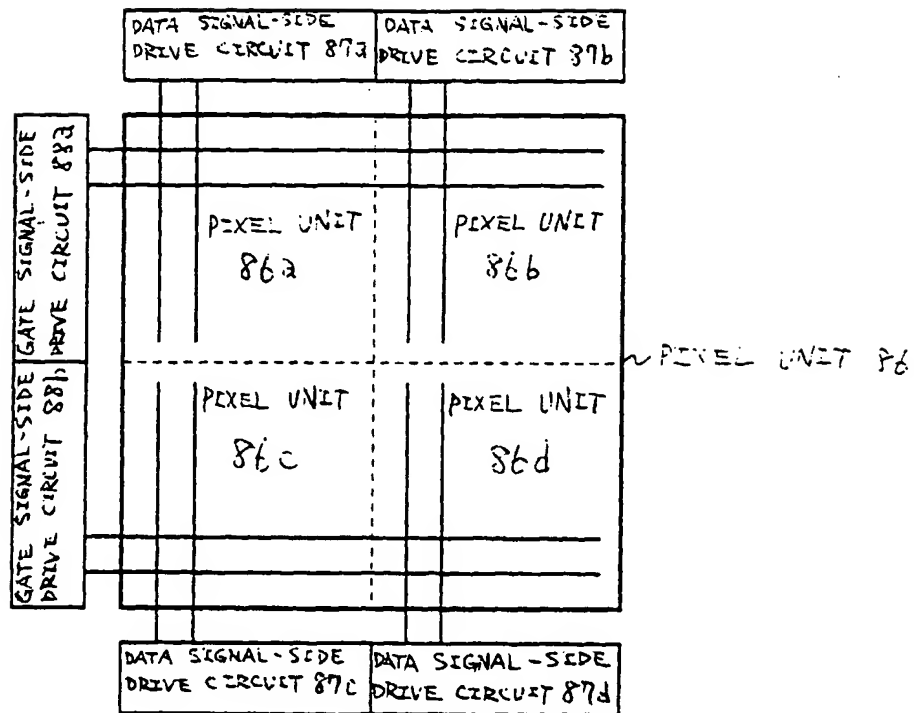 DATA SIGNAL-SIDE
DRIVE CIRCUIT 87a
DATA SIGNAL-SIDE
DRIVE CIRCUIT 87b
GATE SIGNAL-SIDE
DRIVE CIRCUIT 88a
PIXEL UNIT
86a
PIXEL UNIT
86b
PIXEL UNIT 86
GATE SIGNAL-SIDE
DRIVE CIRCUIT 88b
PIXEL UNIT
86c
PIXEL UNIT
86d
DATA SIGNAL-SIDE
DRIVE CIRCUIT 87c
DATA SIGNAL-SIDE
DRIVE CIRCUIT 87d